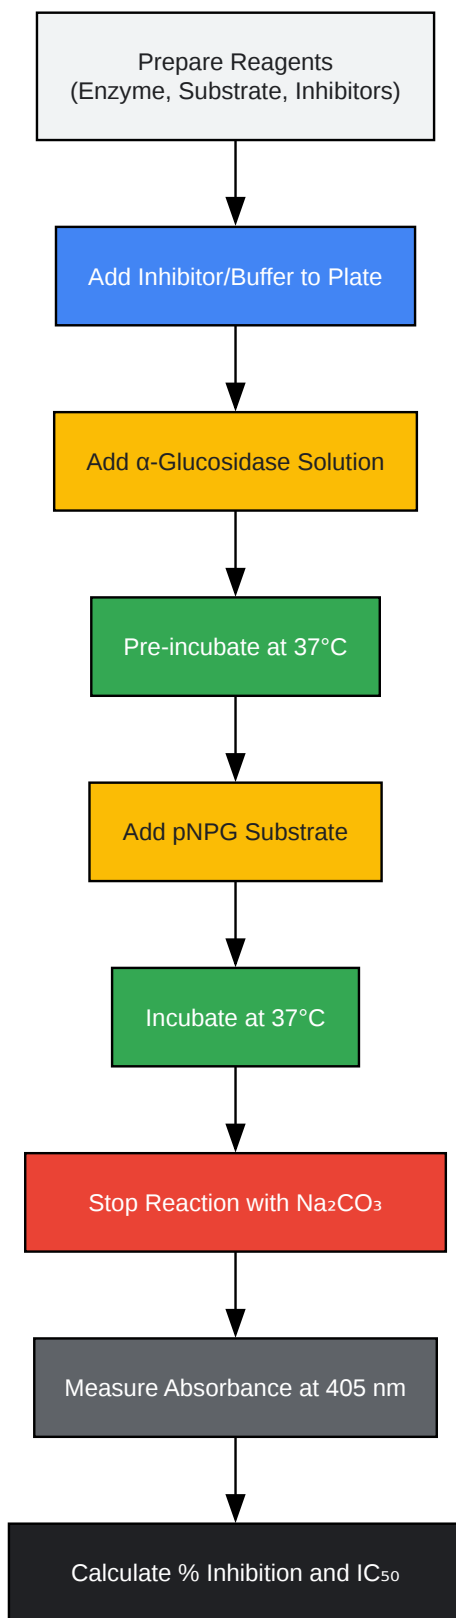 Prepare Reagents
(Enzyme, Substrate, Inhibitors)
Add Inhibitor/Buffer to Plate
Add α-Glucosidase Solution
Pre-incubate at 37°C
Add pNPG Substrate
Incubate at 37°C
Stop Reaction with Na₂CO₃
Measure Absorbance at 405 nm
Calculate % Inhibition and IC₅₀